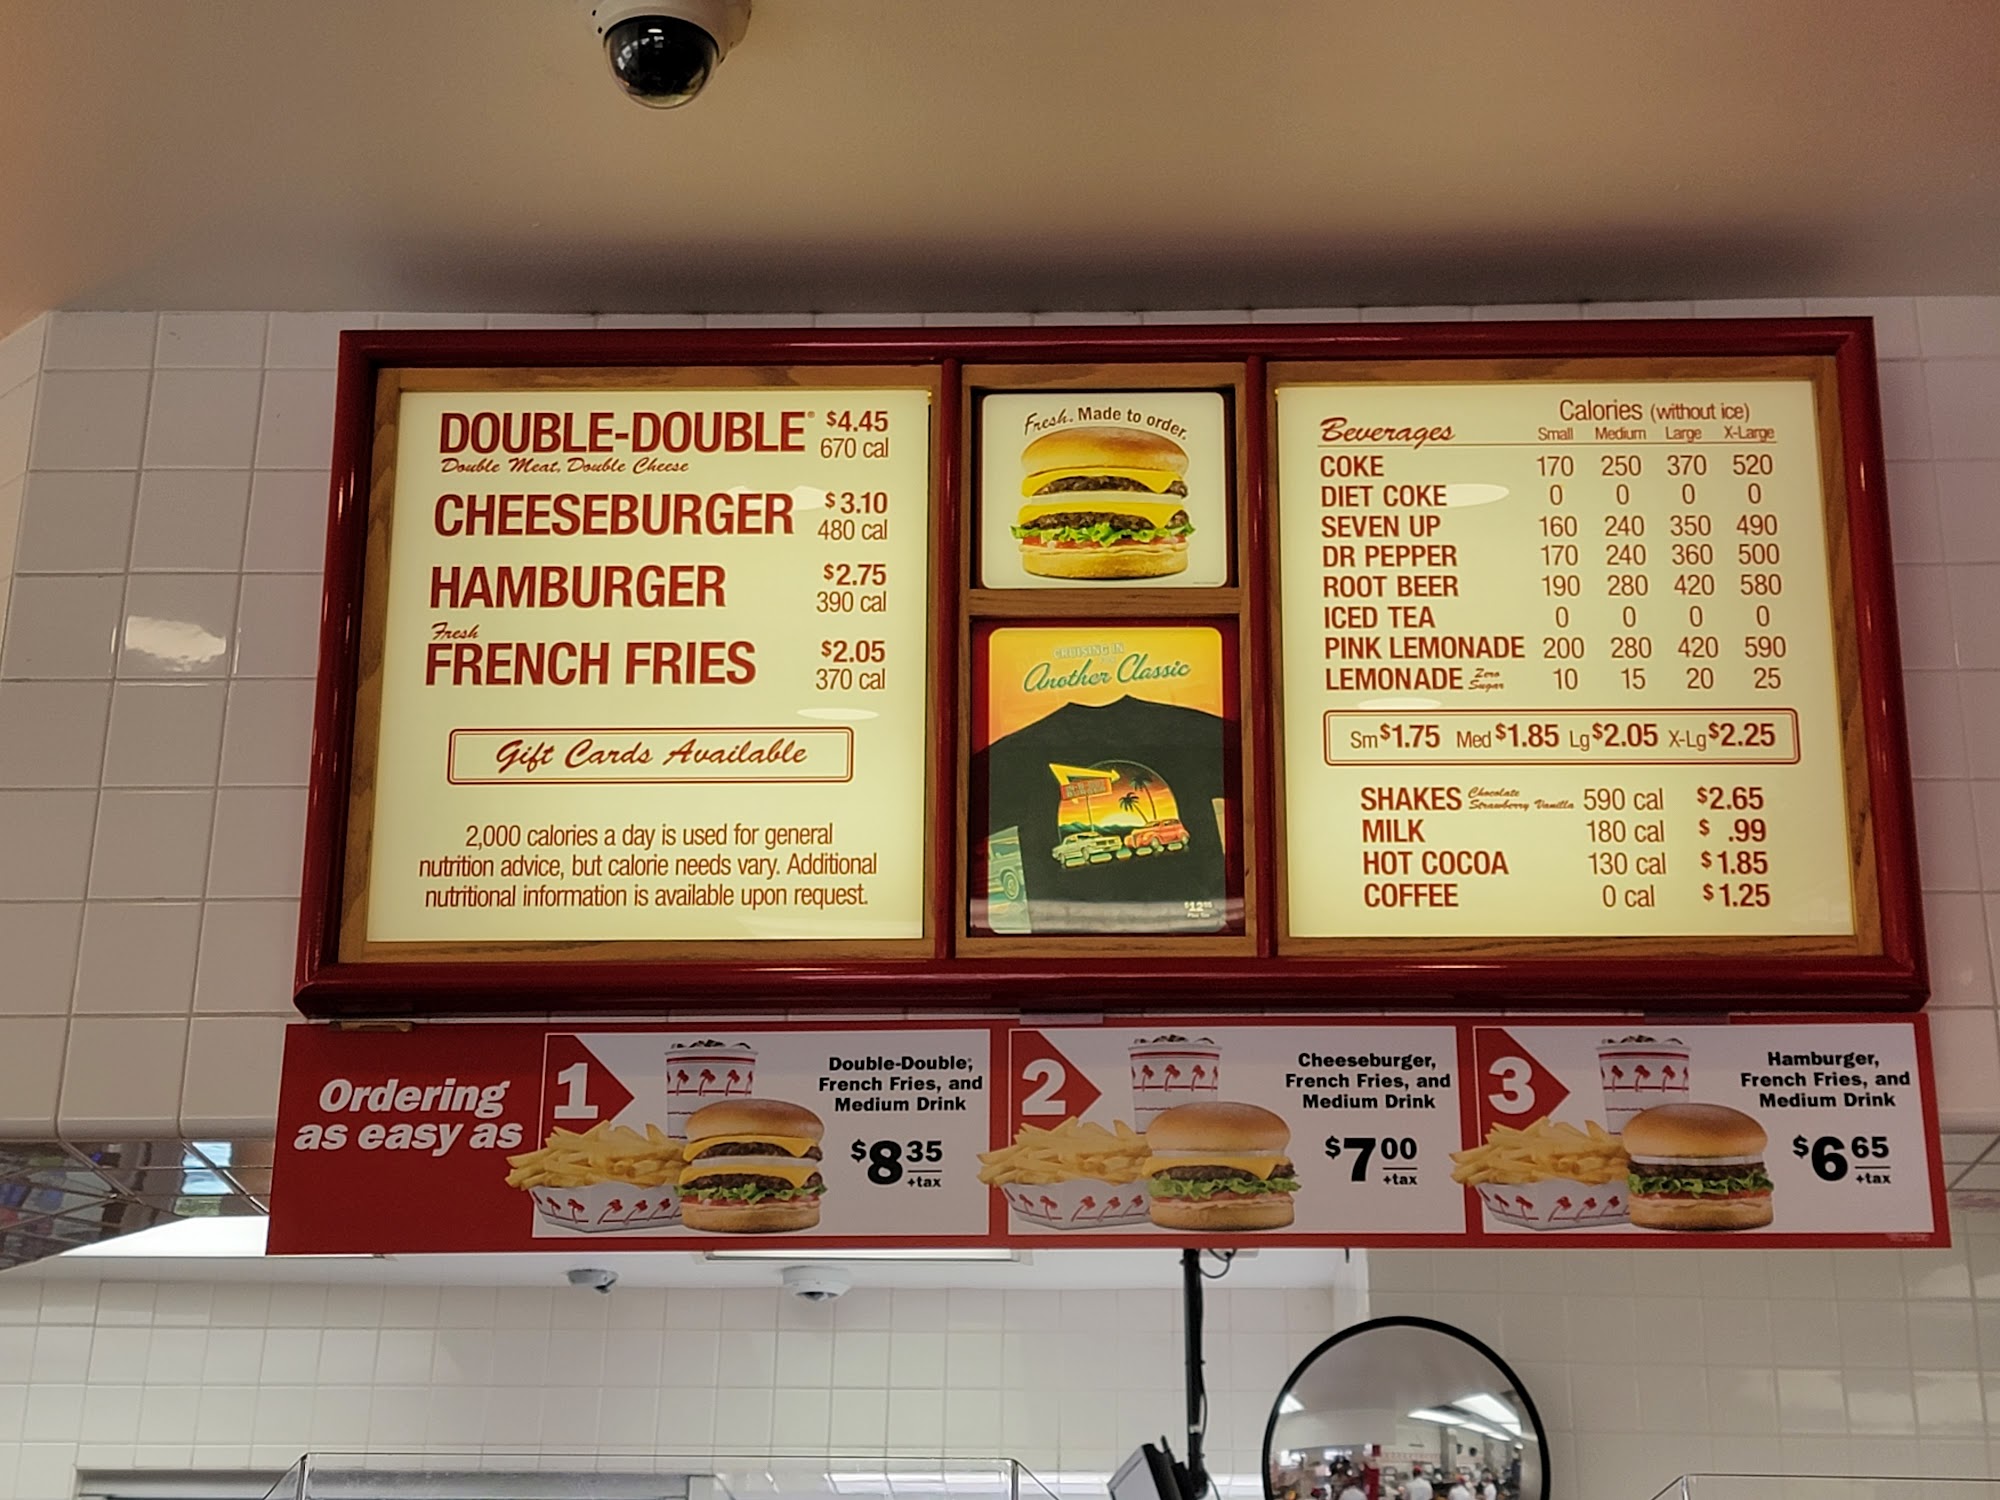 DOUBLE-DOUBLE® $4.45
Double Meat, Double Cheese 670 cal
CHEESEBURGER $3.10
480 cal
HAMBURGER $2.75
390 cal
Fresh
FRENCH FRIES $2.05
370 cal
Gift Cards Available
2,000 calories a day is used for general
nutrition advice, but calorie needs vary. Additional
nutritional information is available upon request.
Fresh. Made to order.
CRUISING IN
Another Classic
IN-N-OUT
BURGER
$12
Plus Tax
Calories (without ice)
Beverages Small Medium Large X-Large
COKE 170 250 370 520
DIET COKE 0 0 0 0
SEVEN UP 160 240 350 490
DR PEPPER 170 240 360 500
ROOT BEER 190 280 420 580
ICED TEA 0 0 0 0
PINK LEMONADE 200 280 420 590
LEMONADE Zero Sugar 10 15 20 25
Sm $1.75 Med $1.85 Lg $2.05 X-Lg $2.25
SHAKES Chocolate Strawberry Vanilla 590 cal $2.65
MILK 180 cal $ .99
HOT COCOA 130 cal $1.85
COFFEE 0 cal $1.25
Ordering
as easy as
1
Double-Double®,
French Fries, and
Medium Drink
$8 35
+tax
2
Cheeseburger,
French Fries, and
Medium Drink
$7 00
+tax
3
Hamburger,
French Fries, and
Medium Drink
$6 65
+tax